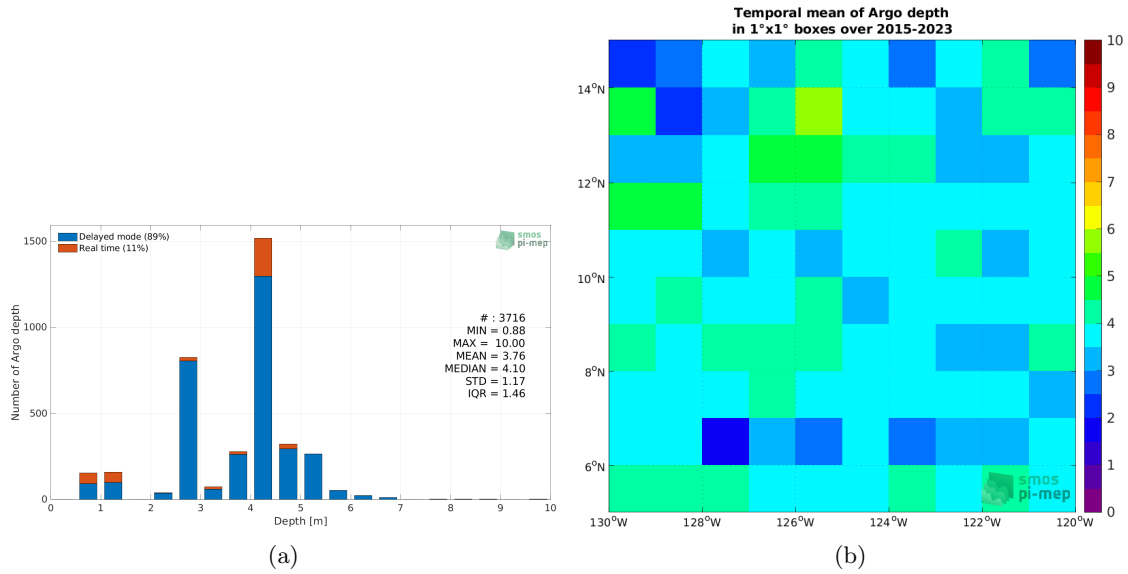 Delayed mode (89%)
Real time (11%)
smos
pi-mep
1500
1000
500
0
Number of Argo depth
# : 3716
MIN = 0.88
MAX = 10.00
MEAN = 3.76
MEDIAN = 4.10
STD = 1.17
IQR = 1.46
0 1 2 3 4 5 6 7 8 9 10
Depth [m]
(a)
Temporal mean of Argo depth
in 1°x1° boxes over 2015-2023
14°N
12°N
10°N
8°N
6°N
130°W 128°W 126°W 124°W 122°W 120°W
smos
pi-mep
10
9
8
7
6
5
4
3
2
1
0
(b)